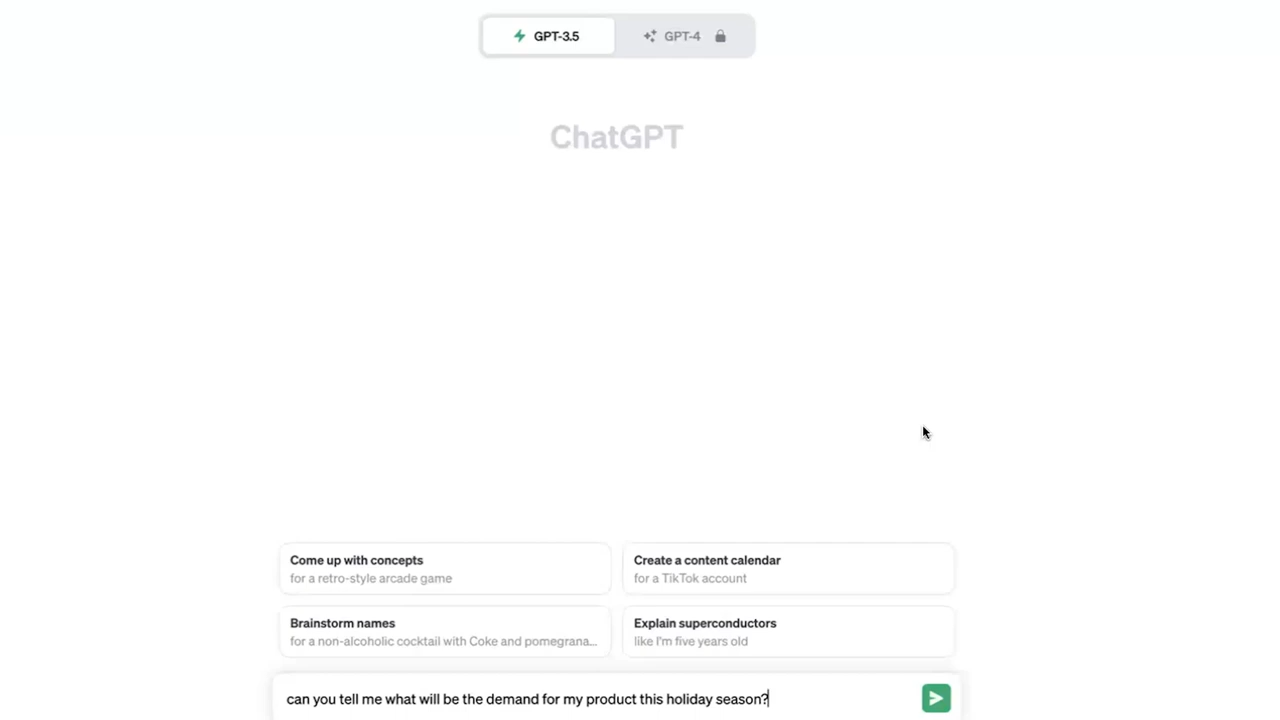 GPT-3.5
GPT-4
ChatGPT
Come up with concepts
for a retro-style arcade game
Create a content calendar
for a TikTok account
Brainstorm names
for a non-alcoholic cocktail with Coke and pomegrana...
Explain superconductors
like I'm five years old
can you tell me what will be the demand for my product this holiday season?